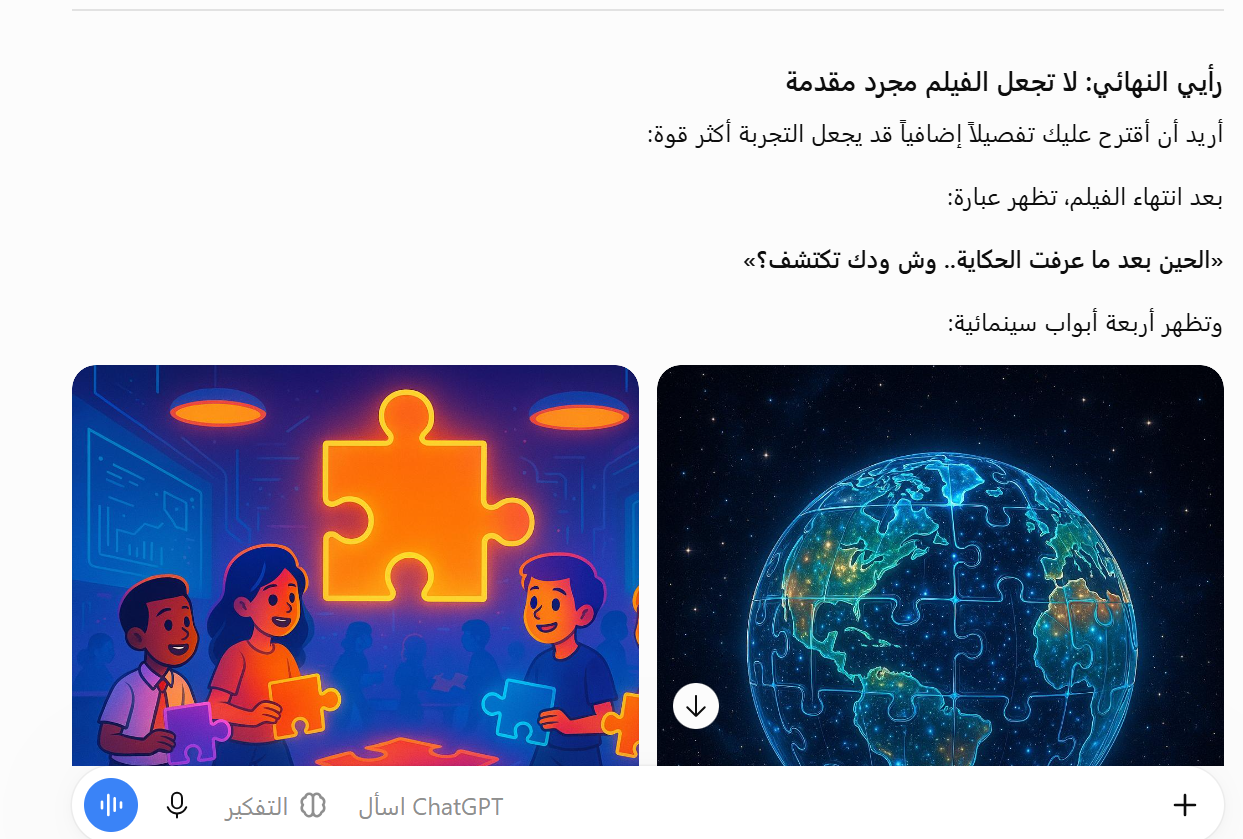 رأيي النهائي: لا تجعل الفيلم مجرد مقدمة
أريد أن أقترح عليك تفصيلاً إضافياً قد يجعل التجربة أكثر قوة:
بعد انتهاء الفيلم، تظهر عبارة:
«الحين بعد ما عرفت الحكاية.. وش ودك تكتشف؟»
وتظهر أربعة أبواب سينمائية:
اسأل ChatGPT
التفكير